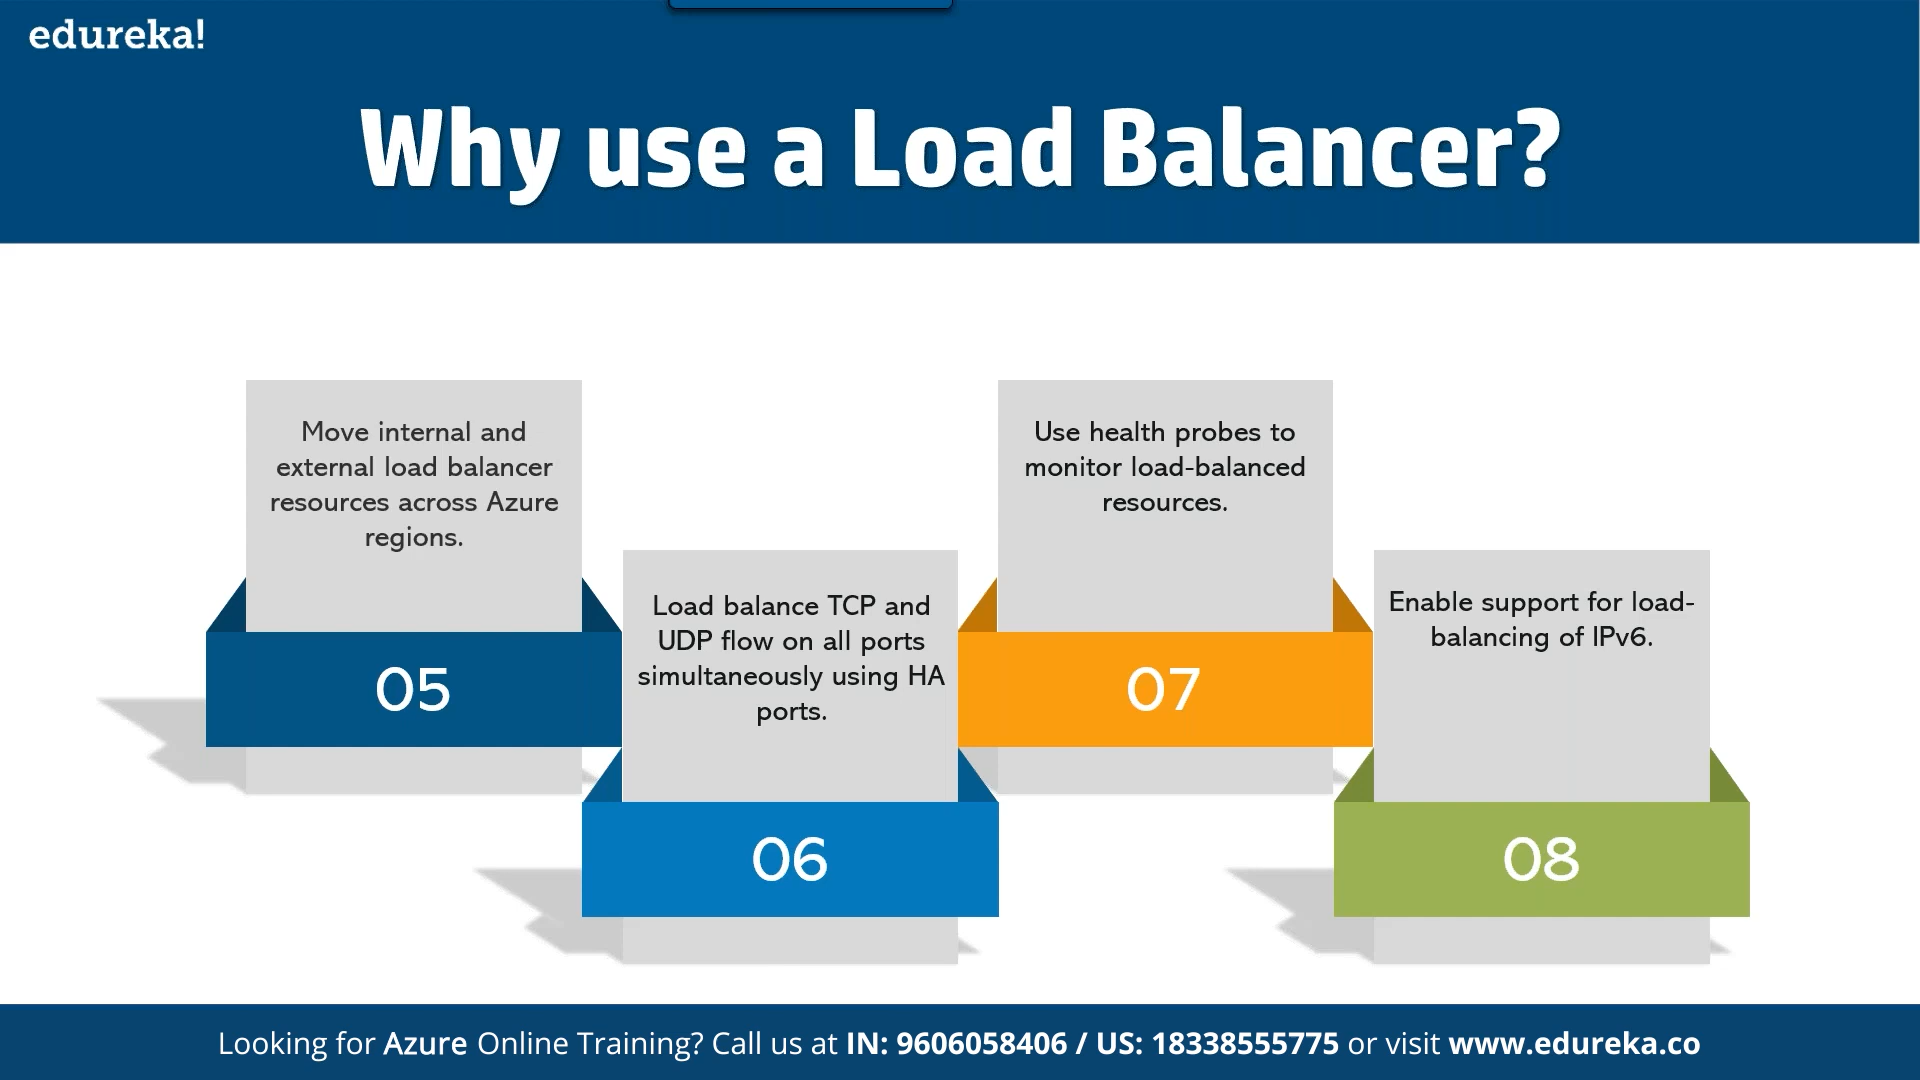 edureka!
Why use a Load Balancer?
Move internal and
external load balancer
resources across Azure
regions.
05
Load balance TCP and
UDP flow on all ports
simultaneously using HA
ports.
06
Use health probes to
monitor load-balanced
resources.
07
Enable support for load-
balancing of IPv6.
08
Looking for Azure Online Training? Call us at IN: 9606058406 / US: 18338555775 or visit www.edureka.co